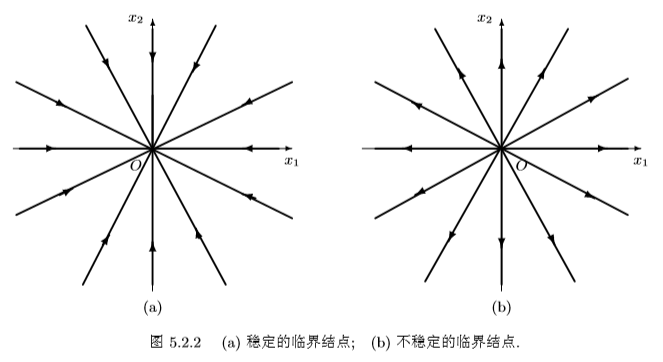 x₂ x₂
O x₁ O x₁
(a) (b)
图 5.2.2 (a) 稳定的临界结点; (b) 不稳定的临界结点.